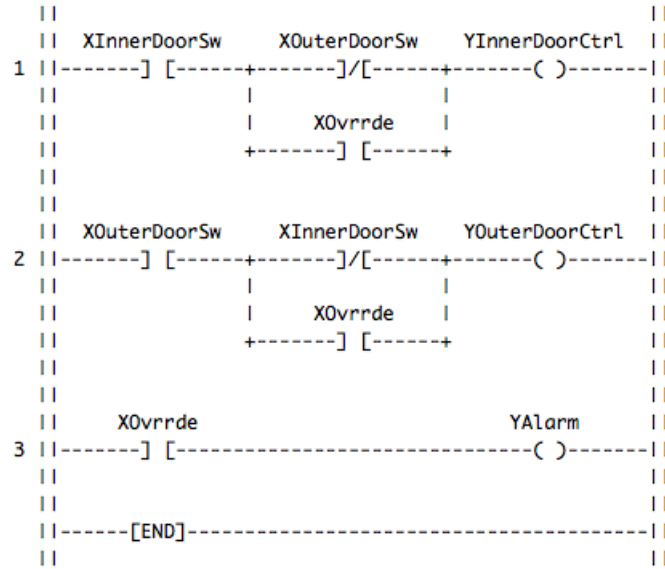 ||                                                     ||
||  XInnerDoorSw     XOuterDoorSw    YInnerDoorCtrl    ||
1 ||-------] [------+-------]/[------+-------( )-------||
||                |                |                   ||
||                |     XOvrrde    |                   ||
||                +-------] [------+                   ||
||                                                     ||
||                                                     ||
||  XOuterDoorSw     XInnerDoorSw    YOuterDoorCtrl    ||
2 ||-------] [------+-------]/[------+-------( )-------||
||                |                |                   ||
||                |     XOvrrde    |                   ||
||                +-------] [------+                   ||
||                                                     ||
||                                                     ||
||     XOvrrde                            YAlarm       ||
3 ||-------] [--------------------------------( )-------||
||                                                     ||
||                                                     ||
||------[END]------------------------------------------||
||                                                     ||